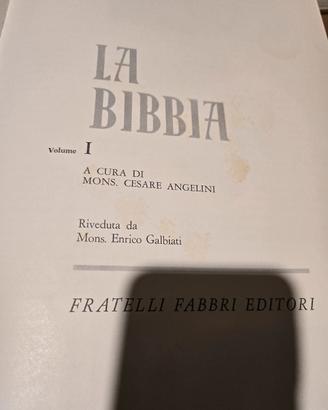 LA
BIBBIA
Volume I
A CURA DI
MONS. CESARE ANGELINI
Riveduta da
Mons. Enrico Galbiati
FRATELLI FABBRI EDITORI